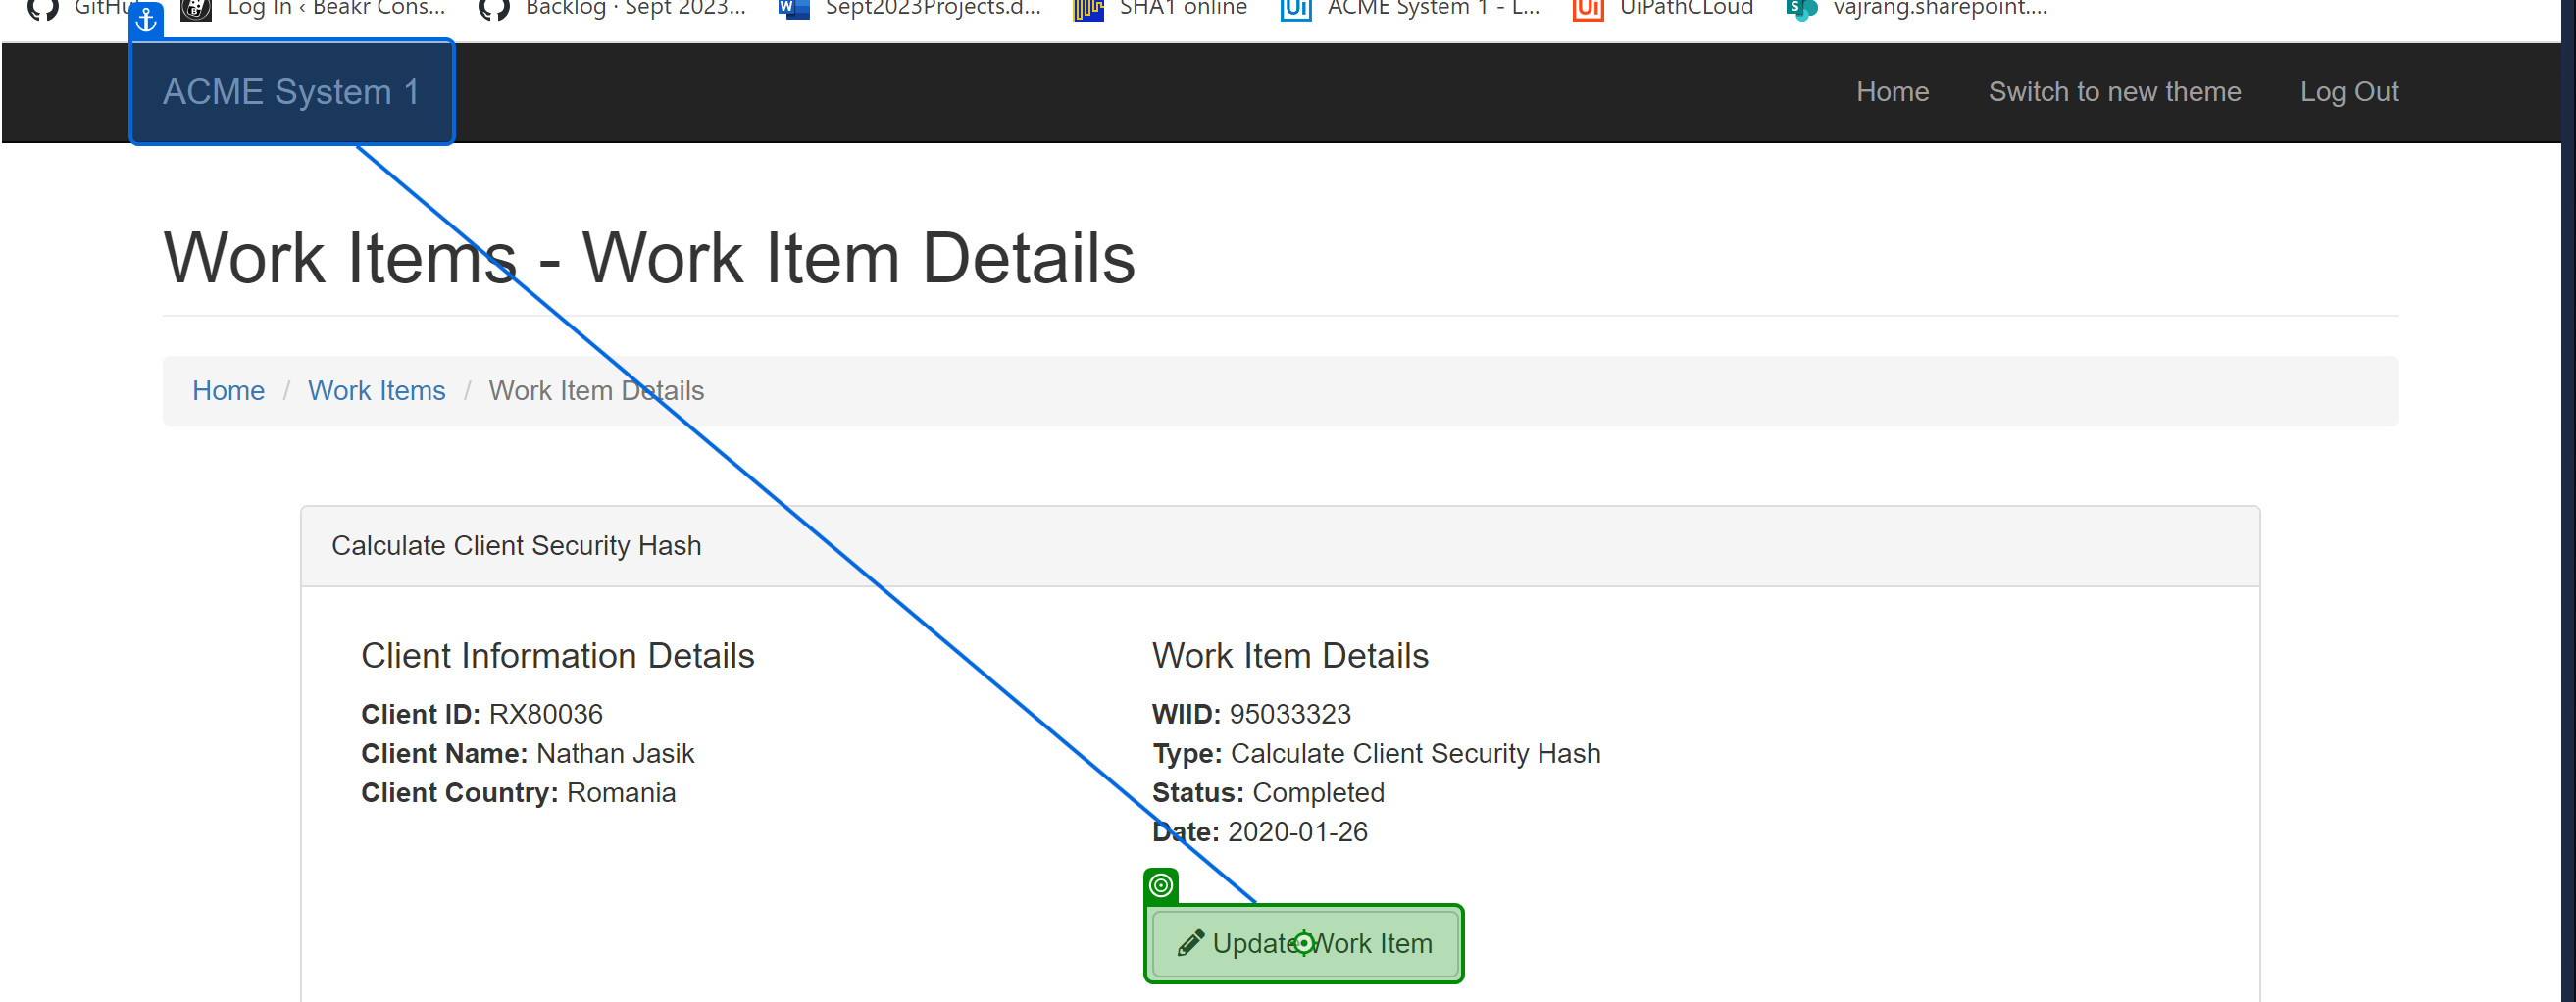 GitHu
Log In ‹ Beakr Cons...
Backlog · Sept 2023...
Sept2023Projects.d...
SHA1 online
ACME System 1 - L...
UiPathCLoud
vajrang.sharepoint....
ACME System 1
Home
Switch to new theme
Log Out
Work Items - Work Item Details
Home / Work Items / Work Item Details
Calculate Client Security Hash
Client Information Details
Client ID: RX80036
Client Name: Nathan Jasik
Client Country: Romania
Work Item Details
WIID: 95033323
Type: Calculate Client Security Hash
Status: Completed
Date: 2020-01-26
Update Work Item